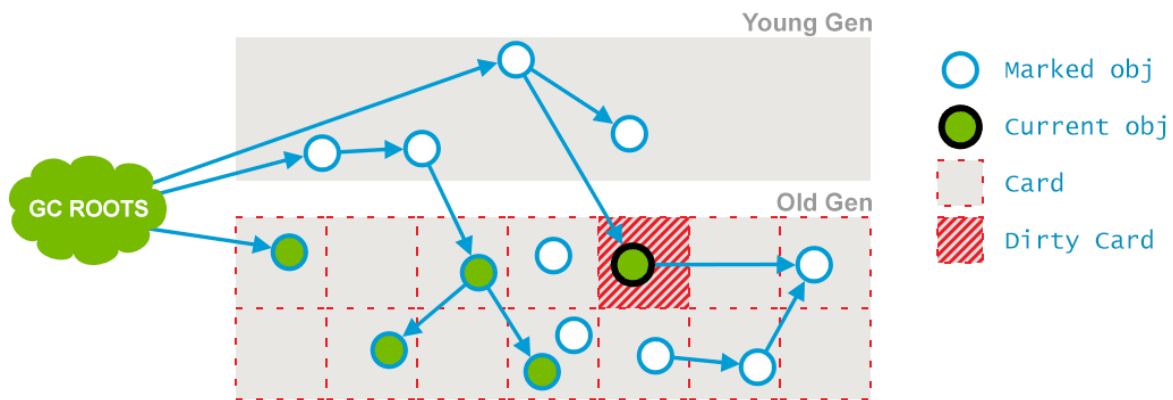 Young Gen
Marked obj
Current obj
GC ROOTS
Old Gen
Card
Dirty Card